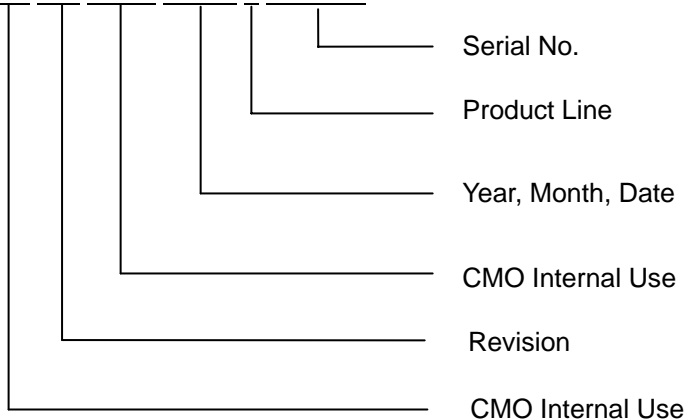 Serial No.
Product Line
Year, Month, Date
CMO Internal Use
Revision
CMO Internal Use